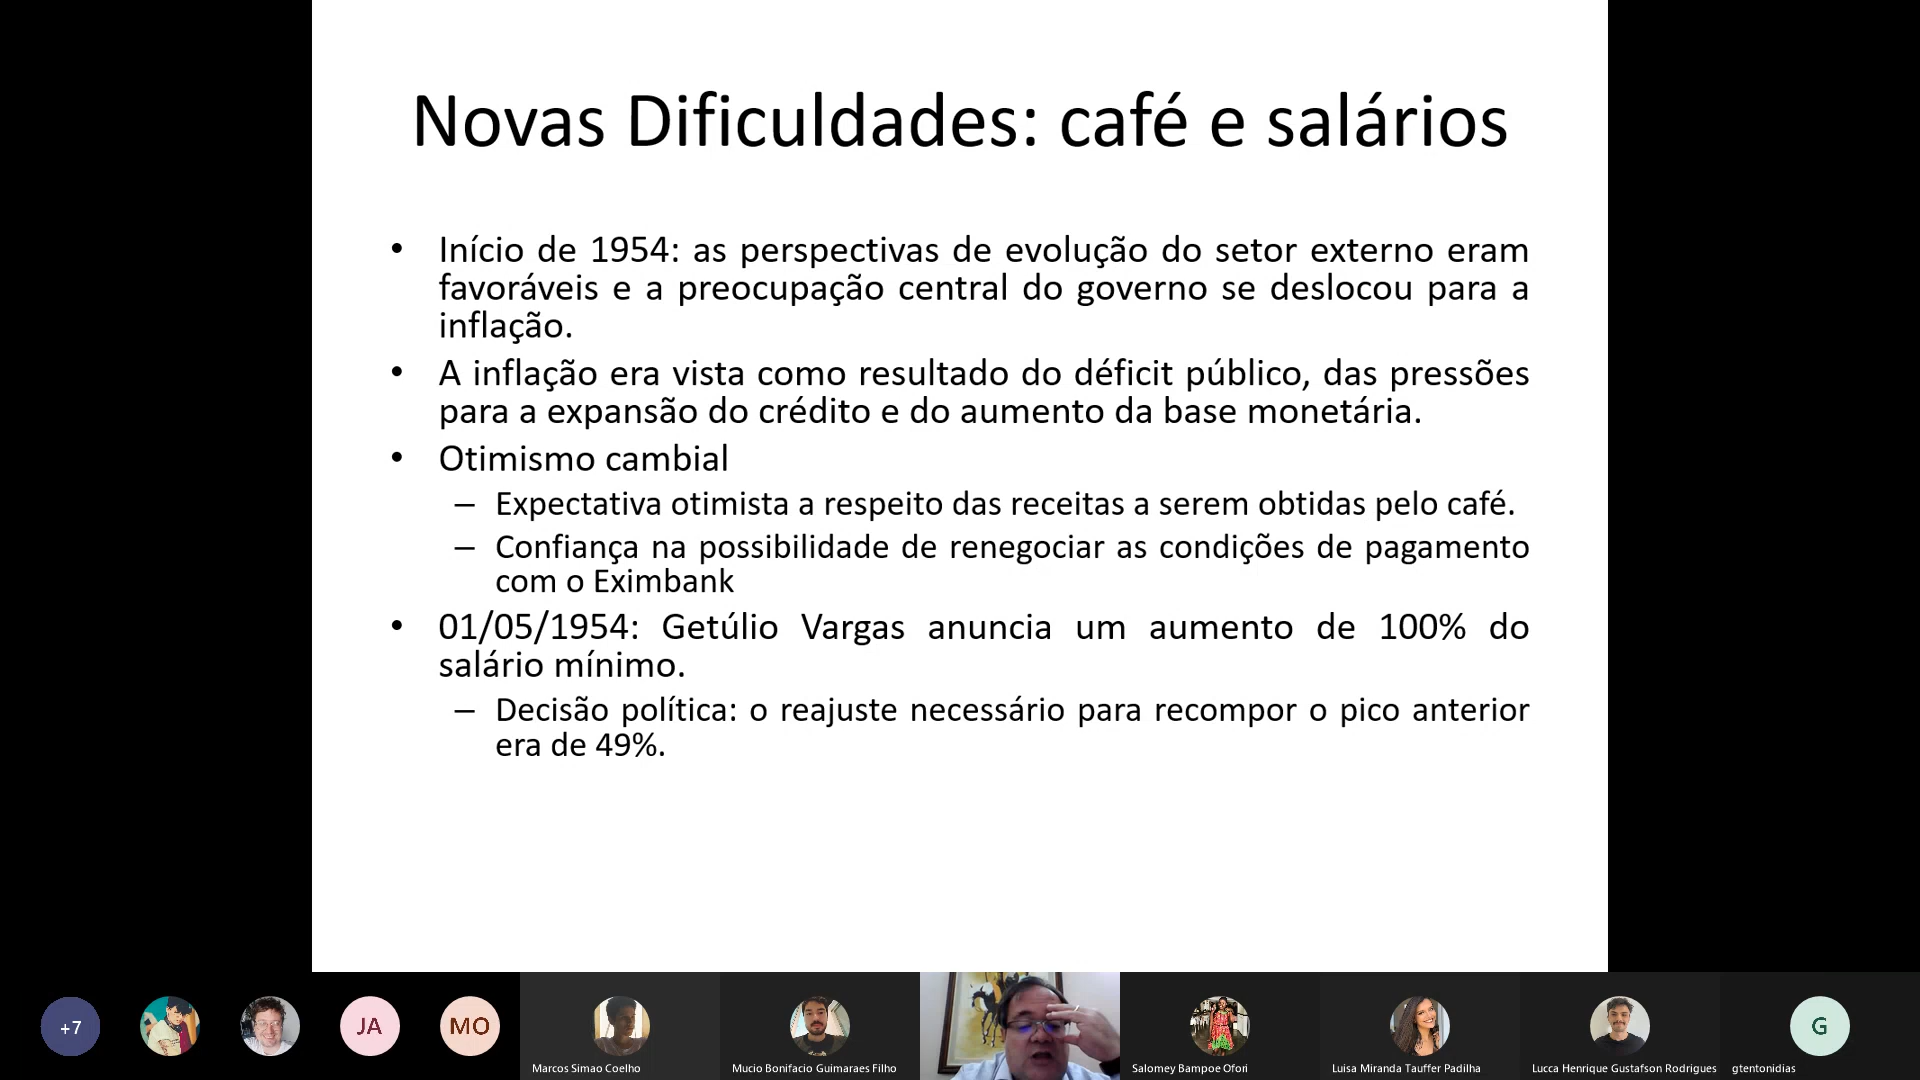 Novas Dificuldades: café e salários
• Início de 1954: as perspectivas de evolução do setor externo eram
favoráveis e a preocupação central do governo se deslocou para a
inflação.
• A inflação era vista como resultado do déficit público, das pressões
para a expansão do crédito e do aumento da base monetária.
• Otimismo cambial
– Expectativa otimista a respeito das receitas a serem obtidas pelo café.
– Confiança na possibilidade de renegociar as condições de pagamento
com o Eximbank
• 01/05/1954: Getúlio Vargas anuncia um aumento de 100% do
salário mínimo.
– Decisão política: o reajuste necessário para recompor o pico anterior
era de 49%.
+7
JA
MO
G
Marcos Simao Coelho
Mucio Bonifacio Guimaraes Filho
Salomey Bampoe Ofori
Luisa Miranda Tauffer Padilha
Lucca Henrique Gustafson Rodrigues
gtentonidias